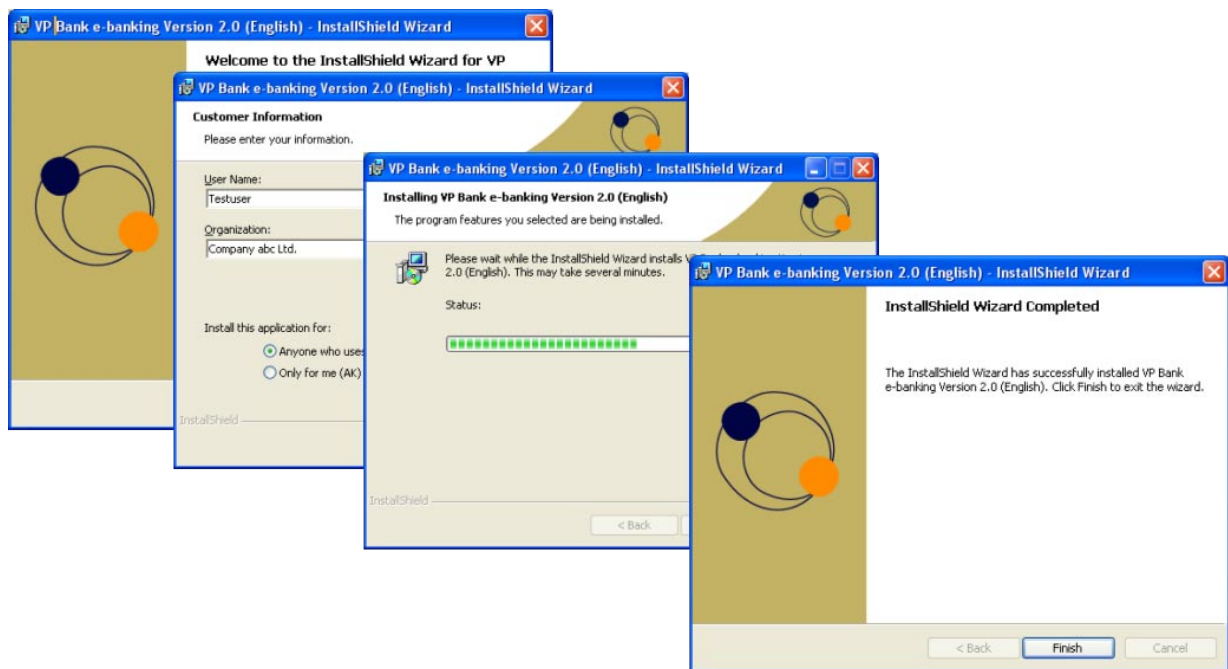 VP Bank e-banking Version 2.0 (English) - InstallShield Wizard
Welcome to the InstallShield Wizard for VP
VP Bank e-banking Version 2.0 (English) - InstallShield Wizard
Customer Information
Please enter your information.
User Name:
Testuser
Organization:
Company abc Ltd.
Install this application for:
Anyone who uses
Only for me (AK)
InstallShield
VP Bank e-banking Version 2.0 (English) - InstallShield Wizard
Installing VP Bank e-banking Version 2.0 (English)
The program features you selected are being installed.
Please wait while the InstallShield Wizard installs
2.0 (English). This may take several minutes.
Status:
InstallShield
< Back
VP Bank e-banking Version 2.0 (English) - InstallShield Wizard
InstallShield Wizard Completed
The InstallShield Wizard has successfully installed VP Bank
e-banking Version 2.0 (English). Click Finish to exit the wizard.
< Back
Finish
Cancel